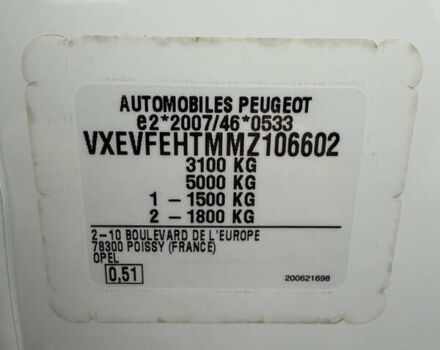 AUTOMOBILES PEUGEOT
e2*2007/46*0533
VXEVFEHTMMZ106602
3100 KG
5000 KG
1 - 1500 KG
2 - 1800 KG
2-10 BOULEVARD DE L'EUROPE
78300 POISSY (FRANCE)
OPEL
0,51
200621698